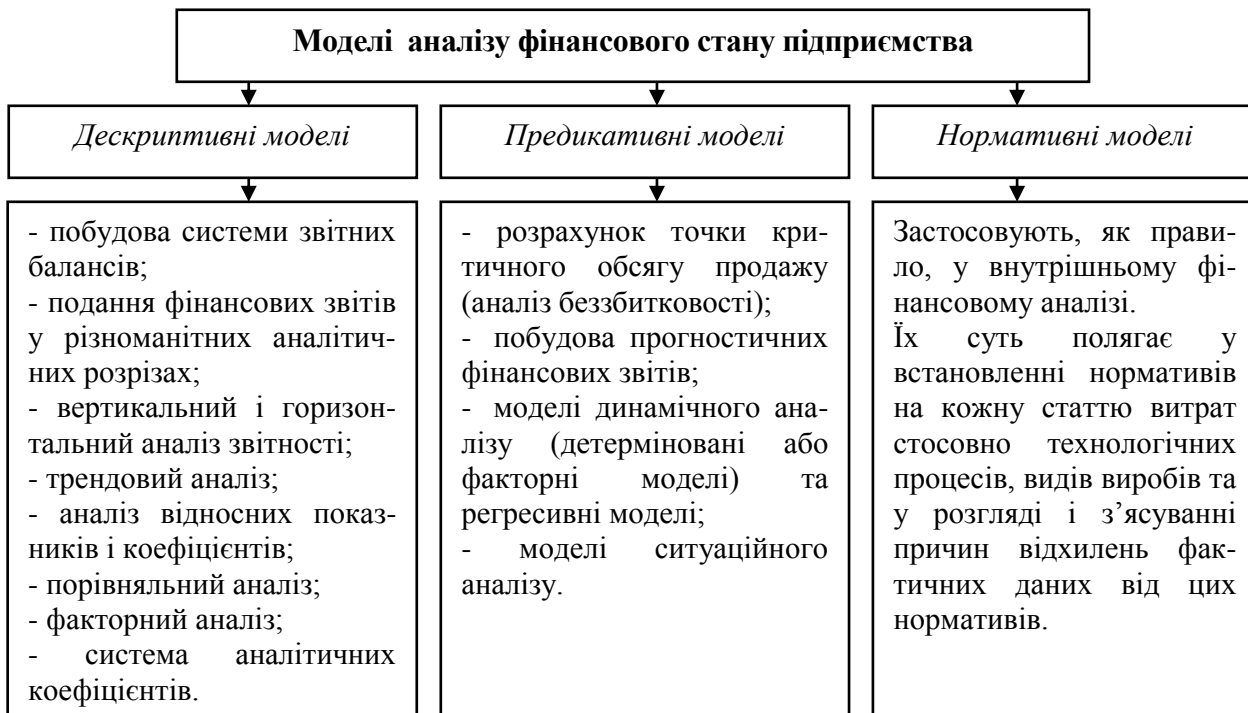 Моделі аналізу фінансового стану підприємства
Дескриптивні моделі
Предикативні моделі
Нормативні моделі
- побудова системи звітних
балансів;
- подання фінансових звітів
у різноманітних аналітич-
них розрізах;
- вертикальний і горизон-
тальний аналіз звітності;
- трендовий аналіз;
- аналіз відносних показ-
ників і коефіцієнтів;
- порівняльний аналіз;
- факторний аналіз;
- система аналітичних
коефіцієнтів.
- розрахунок точки кри-
тичного обсягу продажу
(аналіз беззбитковості);
- побудова прогностичних
фінансових звітів;
- моделі динамічного ана-
лізу (детерміновані або
факторні моделі) та
регресивні моделі;
- моделі ситуаційного
аналізу.
Застосовують, як прави-
ло, у внутрішньому фі-
нансовому аналізі.
Їх суть полягає у
встановленні нормативів
на кожну статтю витрат
стосовно технологічних
процесів, видів виробів та
у розгляді і з’ясуванні
причин відхилень фак-
тичних даних від цих
нормативів.